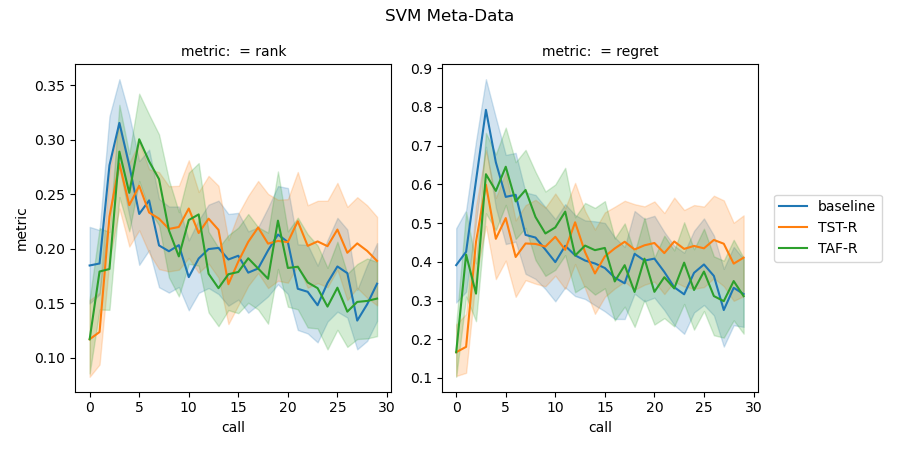 SVM Meta-Data
metric:  = rank
metric:  = regret
metric
0.35
0.30
0.25
0.20
0.15
0.10
0 5 10 15 20 25 30
call
0.9
0.8
0.7
0.6
0.5
0.4
0.3
0.2
0.1
0 5 10 15 20 25 30
call
baseline
TST-R
TAF-R